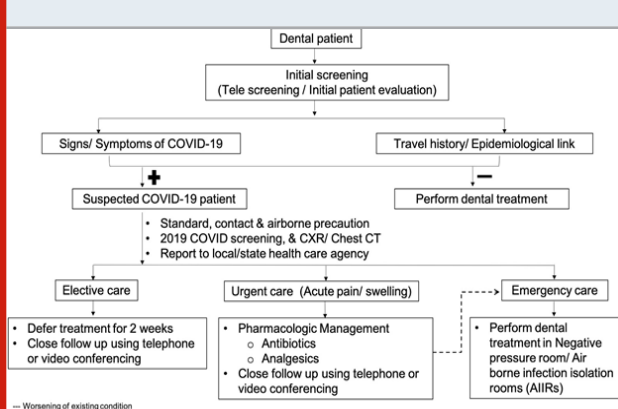 Dental patient
Initial screening
(Tele screening / Initial patient evaluation)
Signs/ Symptoms of COVID-19
Travel history/ Epidemiological link
+
–
Suspected COVID-19 patient
Perform dental treatment
• Standard, contact & airborne precaution
• 2019 COVID screening, & CXR/ Chest CT
• Report to local/state health care agency
Elective care
Urgent care (Acute pain/ swelling)
Emergency care
• Defer treatment for 2 weeks
• Close follow up using telephone
or video conferencing
• Pharmacologic Management
o Antibiotics
o Analgesics
• Close follow up using telephone or
video conferencing
• Perform dental
treatment in Negative
pressure room/ Air
borne infection isolation
rooms (AIIRs)
--- Worsening of existing condition